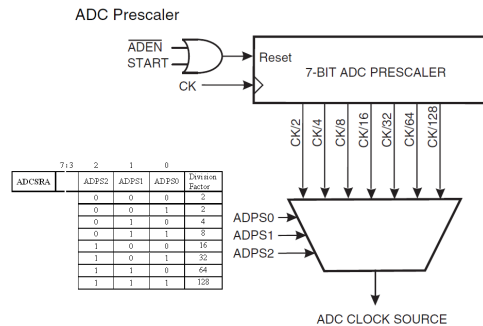 ADC Prescaler
ADEN
START
Reset
CK
7-BIT ADC PRESCALER
CK/2
CK/4
CK/8
CK/16
CK/32
CK/64
CK/128
7:3 2 1 0
ADCSRA ADPS2 ADPS1 ADPS0 Division Factor
0 0 0 2
0 0 1 2
0 1 0 4
0 1 1 8
1 0 0 16
1 0 1 32
1 1 0 64
1 1 1 128
ADPS0
ADPS1
ADPS2
ADC CLOCK SOURCE